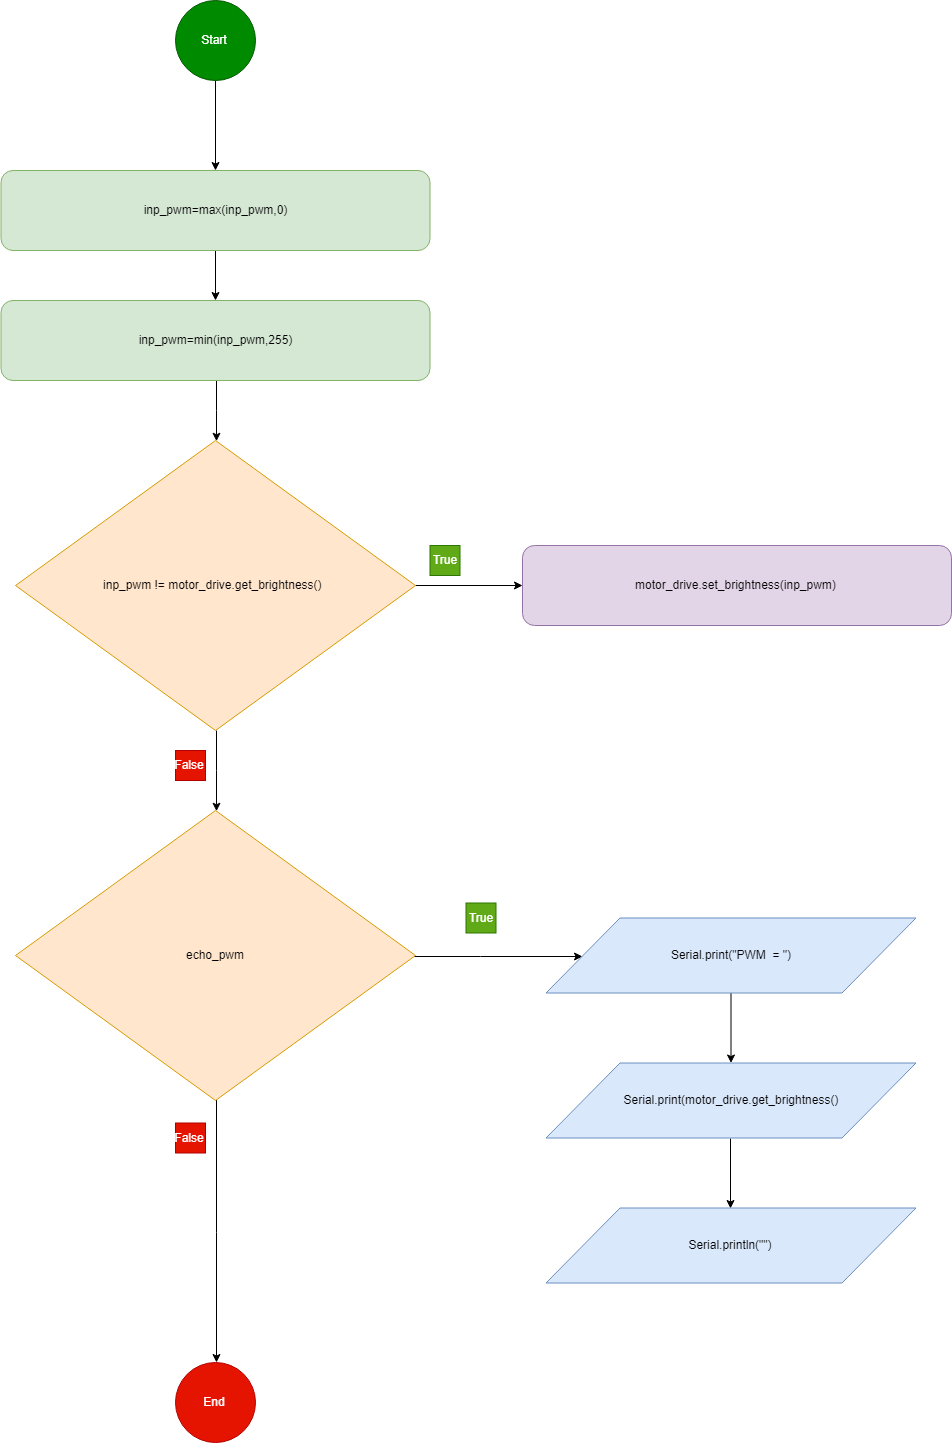 Start
inp_pwm=max(inp_pwm,0)
inp_pwm=min(inp_pwm,255)
inp_pwm != motor_drive.get_brightness()
True
motor_drive.set_brightness(inp_pwm)
False
echo_pwm
True
Serial.print("PWM  = ")
Serial.print(motor_drive.get_brightness()
Serial.println("")
False
End